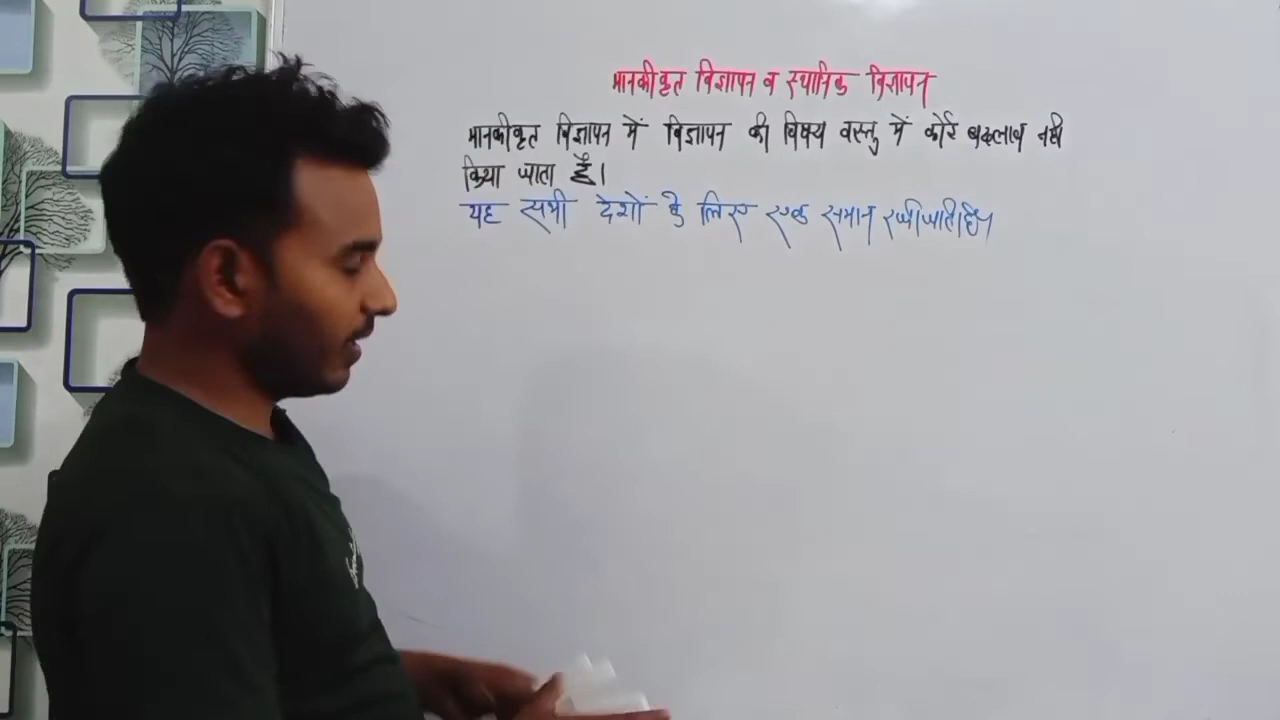 मानकीकृत विज्ञापन व स्थानिक विज्ञापन
मानकीकृत विज्ञापन में विज्ञापन की विषय वस्तु में कोई बदलाव नही
किया जाता है।
यह सभी देशों के लिए एक समान रखी जाती है।